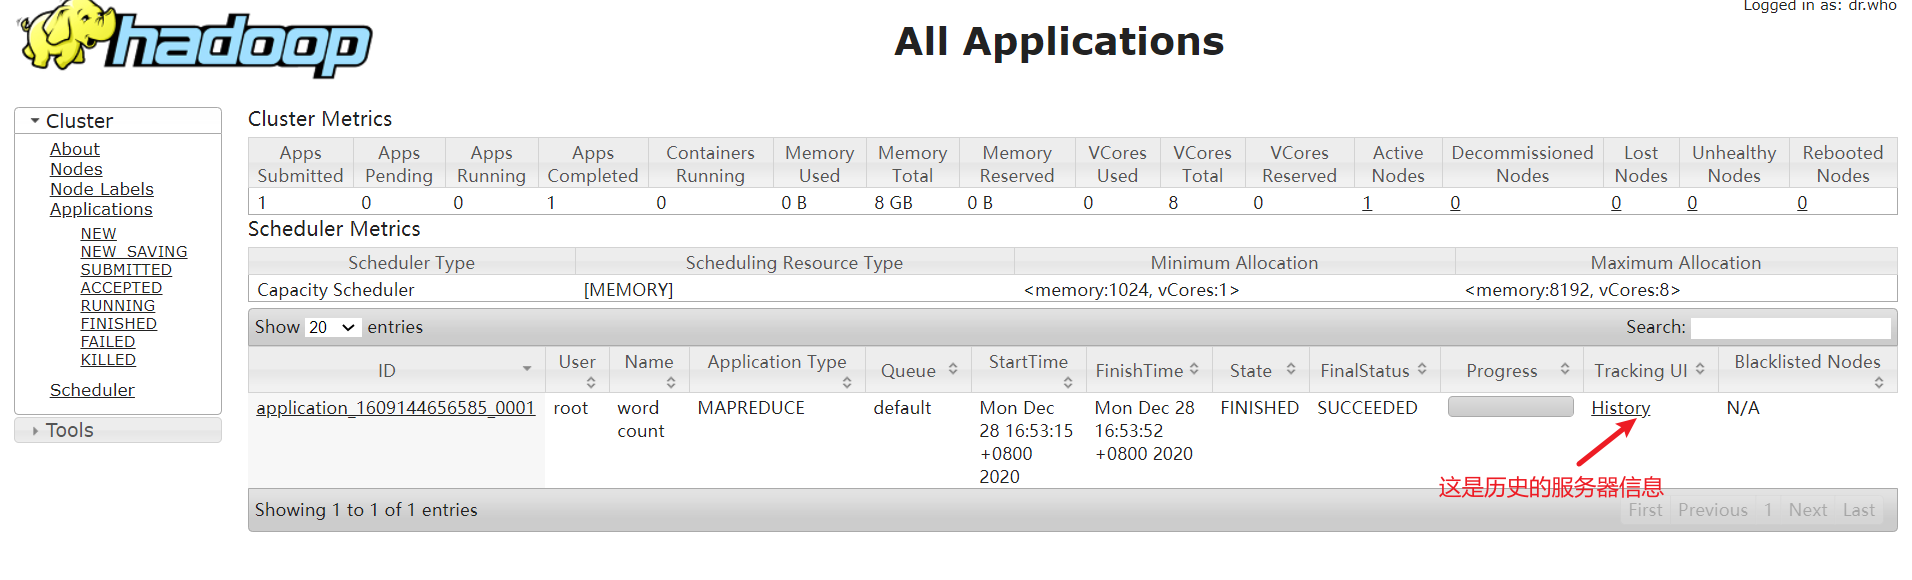 Logged in as: dr.who
hadoop
All Applications
Cluster
About
Nodes
Node Labels
Applications
NEW
NEW_SAVING
SUBMITTED
ACCEPTED
RUNNING
FINISHED
FAILED
KILLED
Scheduler
Tools
Cluster Metrics
Apps Submitted Apps Pending Apps Running Apps Completed Containers Running Memory Used Memory Total Memory Reserved VCores Used VCores Total VCores Reserved Active Nodes Decommissioned Nodes Lost Nodes Unhealthy Nodes Rebooted Nodes
1 0 0 1 0 0 B 8 GB 0 B 0 8 0 1 0 0 0 0
Scheduler Metrics
Scheduler Type Scheduling Resource Type Minimum Allocation Maximum Allocation
Capacity Scheduler [MEMORY] <memory:1024, vCores:1> <memory:8192, vCores:8>
Show 20 entries Search:
ID User Name Application Type Queue StartTime FinishTime State FinalStatus Progress Tracking UI Blacklisted Nodes
application_1609144656585_0001 root word count MAPREDUCE default Mon Dec 28 16:53:15 +0800 2020 Mon Dec 28 16:53:52 +0800 2020 FINISHED SUCCEEDED History N/A
这是历史的服务器信息
Showing 1 to 1 of 1 entries First Previous 1 Next Last